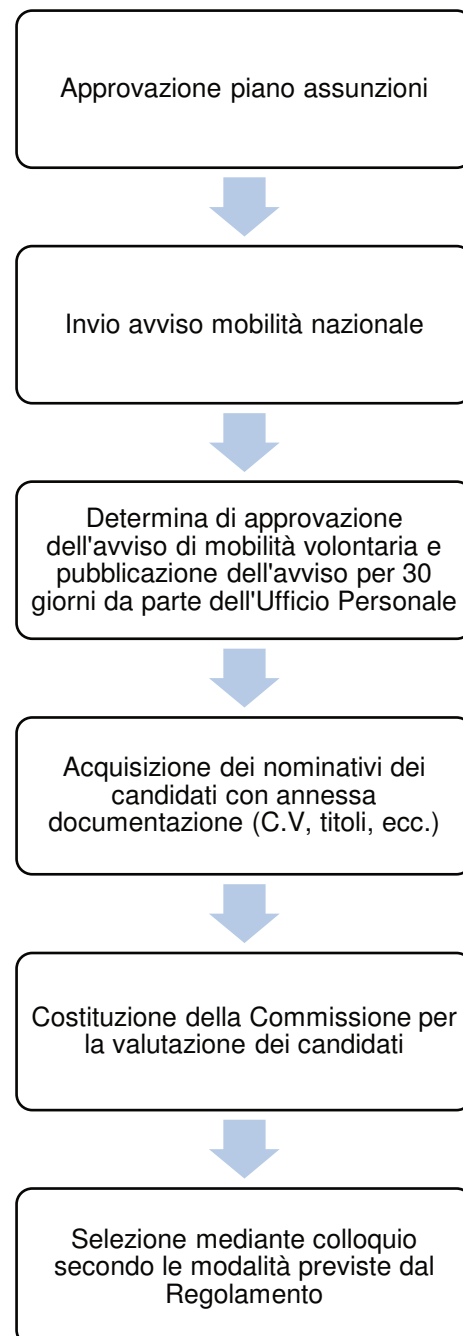 Approvazione piano assunzioni
Invio avviso mobilità nazionale
Determina di approvazione
dell'avviso di mobilità volontaria e
pubblicazione dell'avviso per 30
giorni da parte dell'Ufficio Personale
Acquisizione dei nominativi dei
candidati con annessa
documentazione (C.V, titoli, ecc.)
Costituzione della Commissione per
la valutazione dei candidati
Selezione mediante colloquio
secondo le modalità previste dal
Regolamento